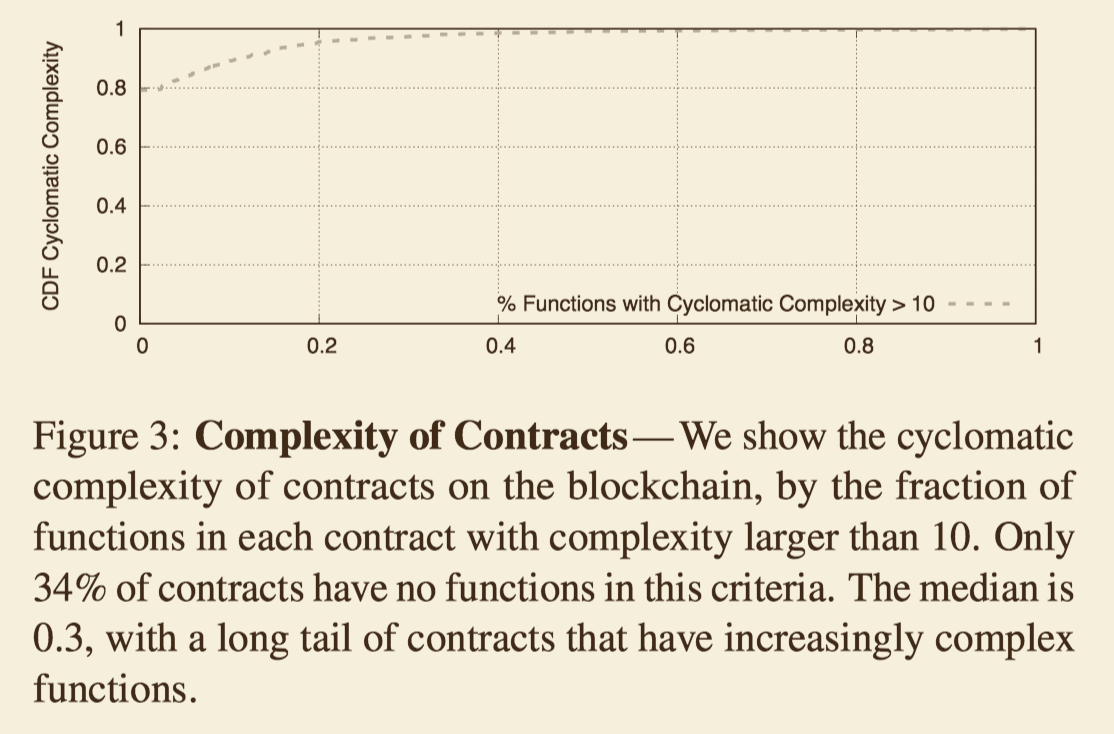 CDF Cyclomatic Complexity
1
0.8
0.6
0.4
0.2
0
% Functions with Cyclomatic Complexity > 10
0 0.2 0.4 0.6 0.8 1
Figure 3: Complexity of Contracts—We show the cyclomatic
complexity of contracts on the blockchain, by the fraction of
functions in each contract with complexity larger than 10. Only
34% of contracts have no functions in this criteria. The median is
0.3, with a long tail of contracts that have increasingly complex
functions.